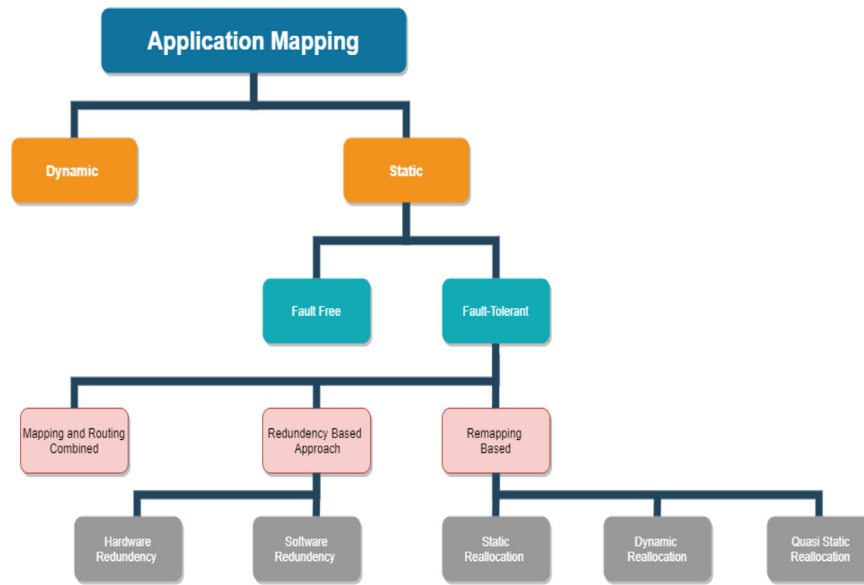 Application Mapping
Dynamic
Static
Fault Free
Fault-Tolerant
Mapping and Routing
Combined
Redundency Based
Approach
Remapping
Based
Hardware
Redundency
Software
Redundency
Static
Reallocation
Dynamic
Reallocation
Quasi Static
Reallocation